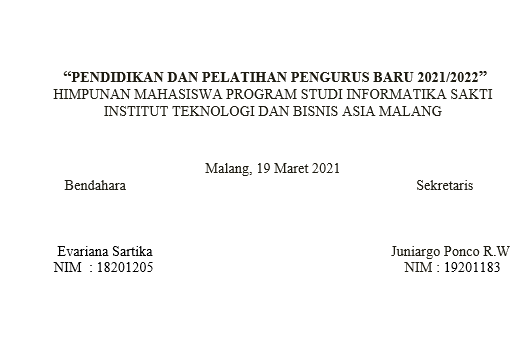 “PENDIDIKAN DAN PELATIHAN PENGURUS BARU 2021/2022”
HIMPUNAN MAHASISWA PROGRAM STUDI INFORMATIKA SAKTI
INSTITUT TEKNOLOGI DAN BISNIS ASIA MALANG
Malang, 19 Maret 2021
Bendahara Sekretaris
Evariana Sartika Juniargo Ponco R.W
NIM : 18201205 NIM : 19201183